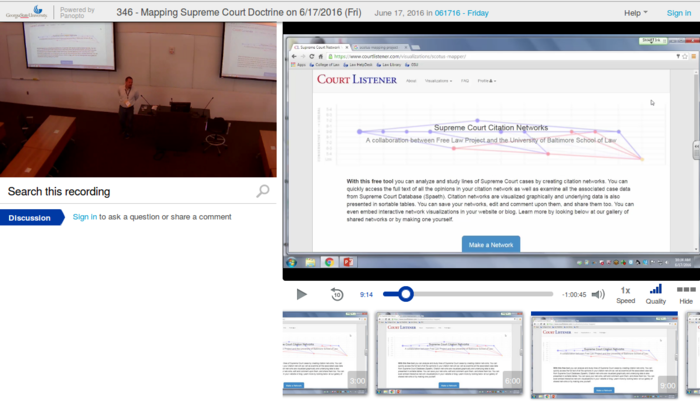 Georgia State University
Powered by
Panopto
346 - Mapping Supreme Court Doctrine on 6/17/2016 (Fri)
June 17, 2016 in 061716 - Friday
Help
Sign in
Search this recording
Discussion
Sign in to ask a question or share a comment
https://www.courtlistener.com/visualizations/scotus-mapper/
Apps
College of Law
Law HelpDesk
Law Library
GSU
COURT LISTENER
News
Visualizations
FAQ
Profile
Supreme Court Citation Networks
A collaboration between Free Law Project and the University of Baltimore School of Law
With this free tool you can analyze and study lines of Supreme Court cases by creating citation networks. You can
quickly access the full text of all the opinions in your citation network as well as examine all the associated case data
from Supreme Court Database (Spaeth). Citation networks are visualized graphically and underlying data is also
presented in sortable tables. You can save your networks, edit and comment upon them, and share them too. You can
even embed interactive network visualizations in your website or blog. Learn more by looking below at our gallery of
shared networks or by making one yourself.
Make a Network
10
9:14
-1:00:45
1x
Speed
Quality
Hide
3:00
6:00
9:00